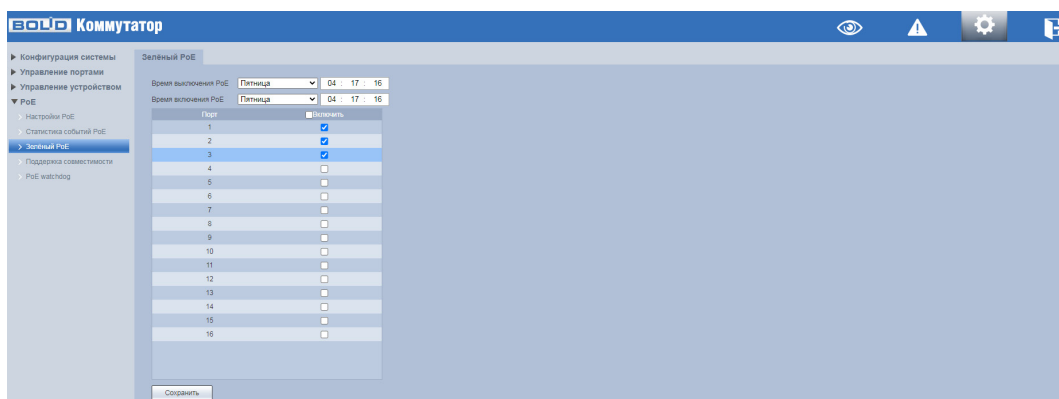 BOLID Коммутатор
Конфигурация системы
Управление портами
Управление устройством
PoE
Настройки PoE
Статистика событий PoE
Зелёный PoE
Поддержка совместимости
PoE watchdog
Зелёный PoE
Время выключения PoE Пятница 04 : 17 : 16
Время включения PoE Пятница 04 : 17 : 16
Порт Включить
1
2
3
4
5
6
7
8
9
10
11
12
13
14
15
16
Сохранить